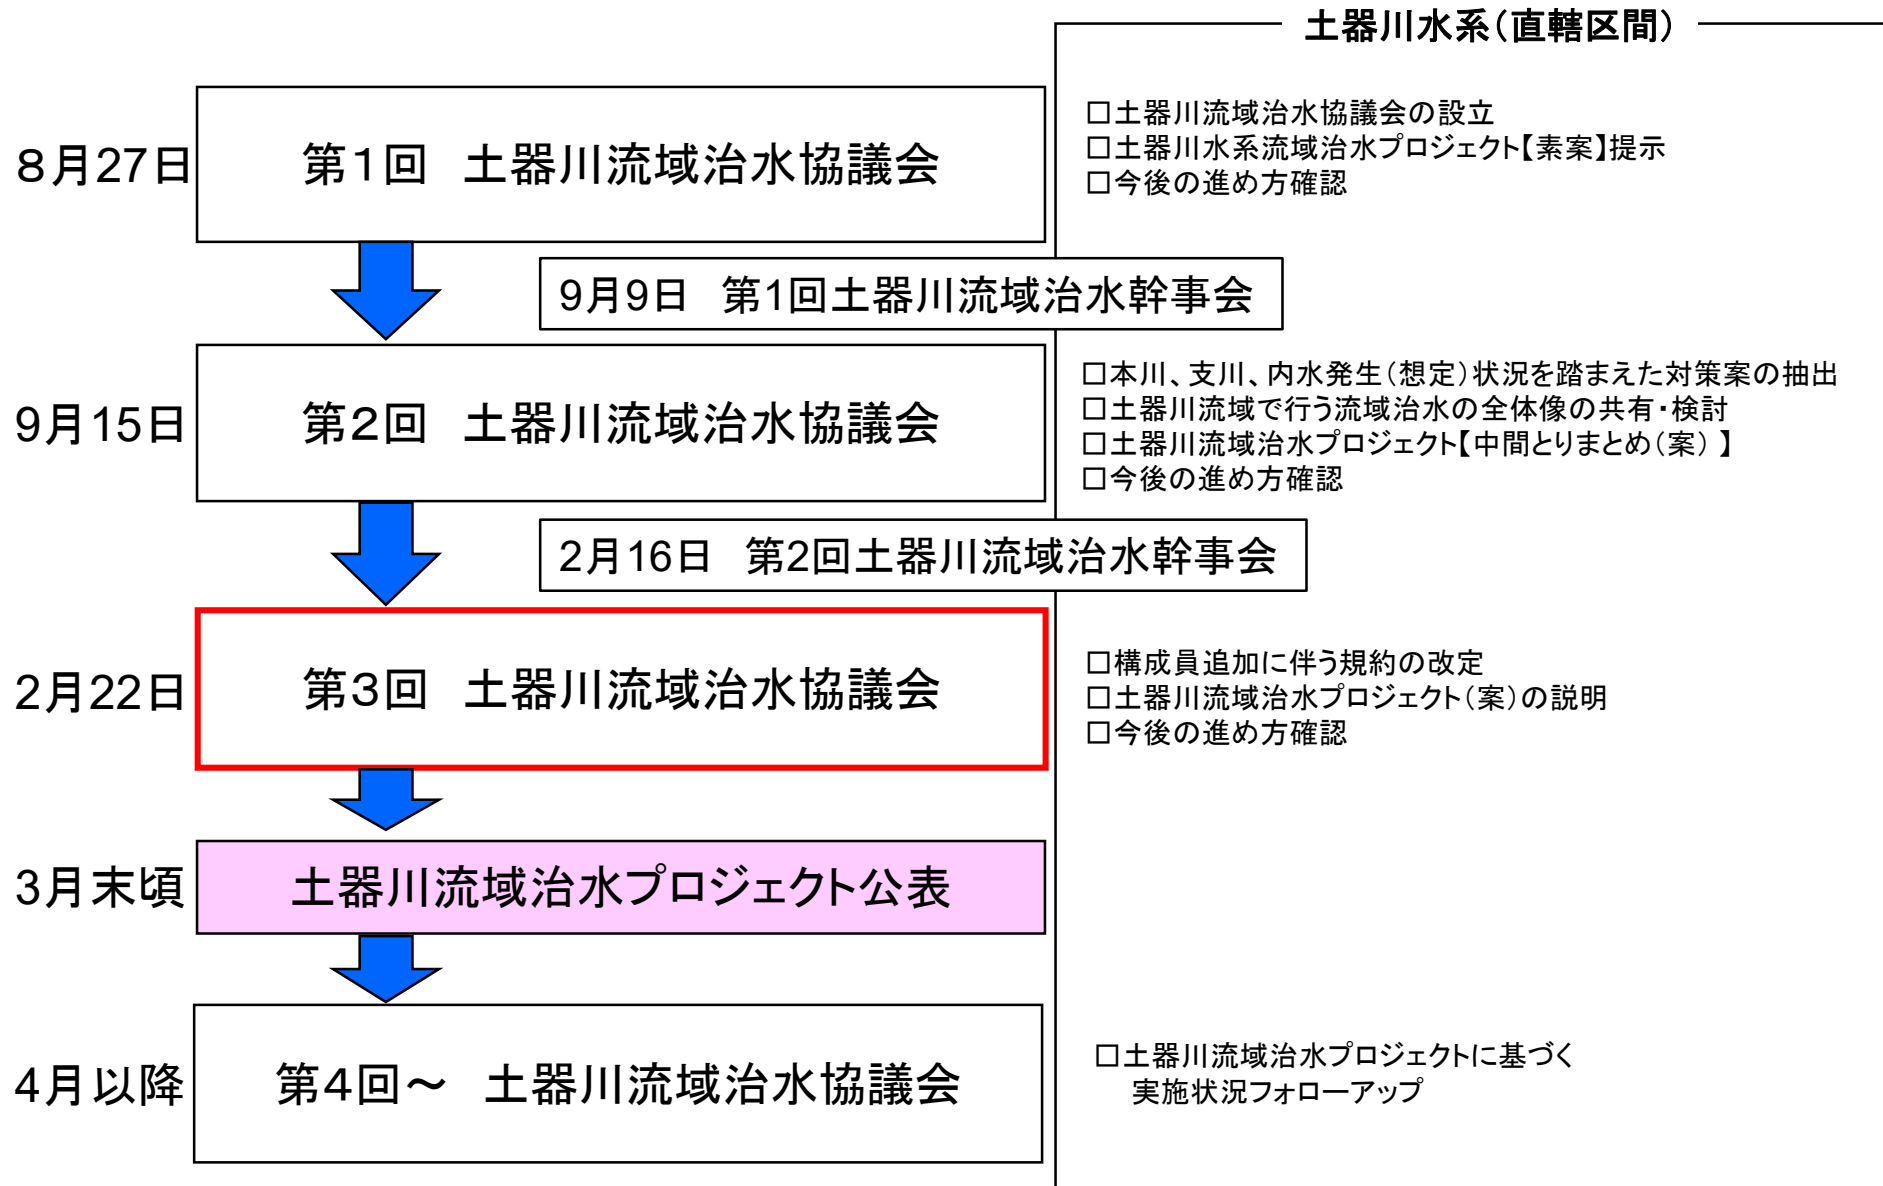 土器川水系（直轄区間）
８月27日
第１回　土器川流域治水協議会
□土器川流域治水協議会の設立
□土器川水系流域治水プロジェクト【素案】提示
□今後の進め方確認
9月9日　第1回土器川流域治水幹事会
9月15日
第２回　土器川流域治水協議会
□本川、支川、内水発生（想定）状況を踏まえた対策案の抽出
□土器川流域で行う流域治水の全体像の共有・検討
□土器川流域治水プロジェクト【中間とりまとめ（案）】
□今後の進め方確認
2月16日　第2回土器川流域治水幹事会
2月22日
第３回　土器川流域治水協議会
□構成員追加に伴う規約の改定
□土器川流域治水プロジェクト（案）の説明
□今後の進め方確認
3月末頃
土器川流域治水プロジェクト公表
4月以降
第４回～　土器川流域治水協議会
□土器川流域治水プロジェクトに基づく
実施状況フォローアップ